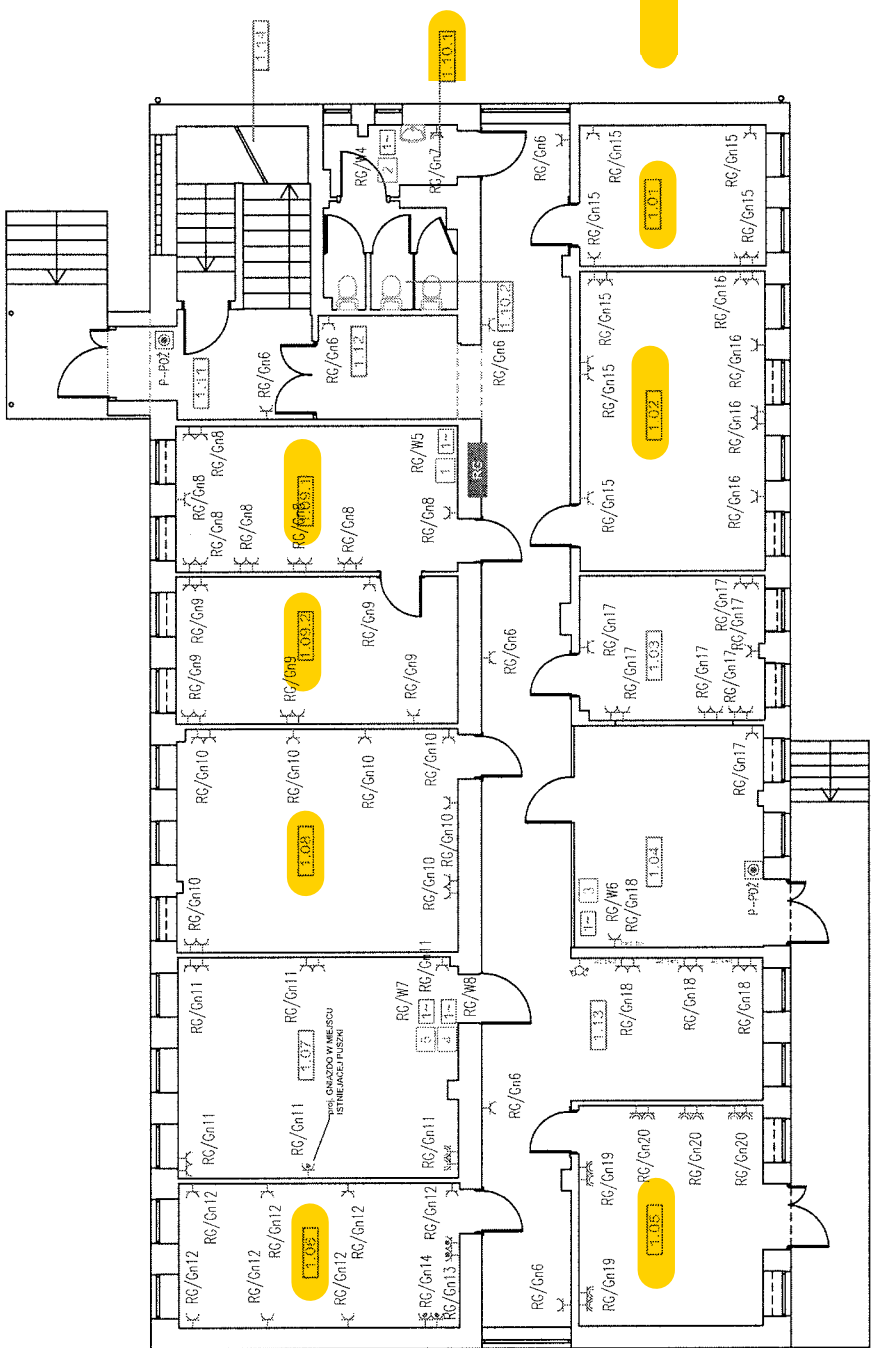 1.14
1.10.1
RG/W4
2
1~
RG/Gn7
RG/Gn6
RG/Gn15
RG/Gn15
1.01
RG/Gn15
RG/Gn15
P-POŻ
1.11
RG/Gn6
RG/Gn6
1.12
1.10.2
RG/Gn6
RG/Gn15
RG/Gn16
RG/Gn15
1.02
RG/Gn16
RG/Gn16
RG/Gn15
RG/Gn16
RG/Gn8
RG/Gn8
RG/Gn8
RG/Gn8
1.09.1
RG/Gn8
RG/Gn8
RG/W5
1
1~
RG
RG/Gn8
RG/Gn9
RG/Gn9
RG/Gn9
1.09.2
RG/Gn9
RG/Gn9
RG/Gn6
RG/Gn17
RG/Gn17
1.03
RG/Gn17
RG/Gn17
RG/Gn17
RG/Gn17
RG/Gn10
RG/Gn10
RG/Gn10
RG/Gn10
1.08
RG/Gn10
RG/Gn10
RG/Gn10
RG/Gn17
1.04
1~
3
RG/W6
RG/Gn18
P-POŻ
RG/Gn11
RG/Gn11
RG/Gn11
RG/W7
5
1~
4
1~
RG/W8
1.07
proj. GNIAZDO W MIEJSCU
ISTNIEJĄCEJ PUSZKI
RG/Gn11
RG/Gn11
RG/Gn11
RG/Gn18
RG/Gn18
RG/Gn18
1.13
RG/Gn6
RG/Gn12
RG/Gn12
RG/Gn12
RG/Gn12
1.06
RG/Gn12
RG/Gn12
RG/Gn12
RG/Gn14
RG/Gn13
RG/Gn6
RG/Gn19
RG/Gn20
RG/Gn20
RG/Gn20
1.05
RG/Gn19